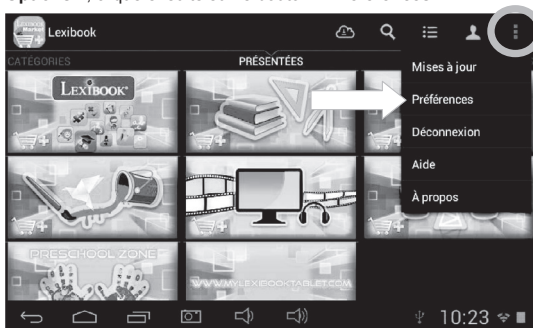 Lexibook
CATÉGORIES
PRÉSENTÉES
Mises à jour
Préférences
Déconnexion
Aide
À propos
LEXIBOOK®
PRESCHOOL ZONE
WWW.MYLEXIBOOKTABLET.COM
10:23